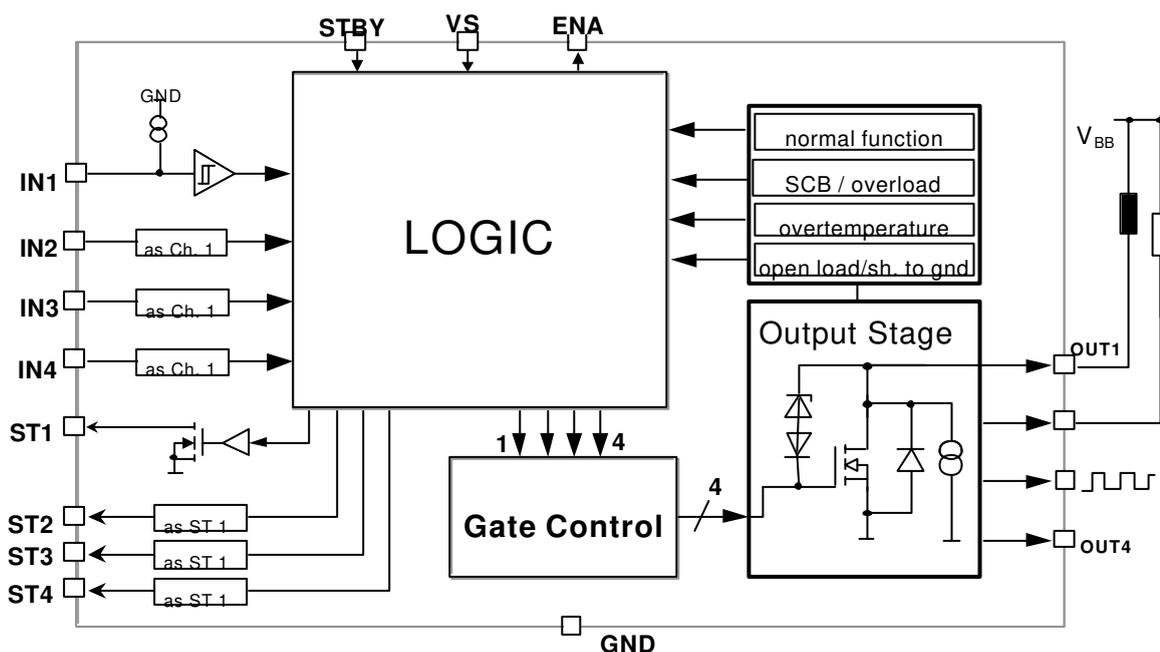 STBY
VS
ENA
GND
IN1
IN2
as Ch. 1
IN3
as Ch. 1
IN4
as Ch. 1
ST1
ST2
as ST 1
ST3
as ST 1
ST4
as ST 1
LOGIC
normal function
SCB / overload
overtemperature
open load/sh. to gnd
VBB
Output Stage
OUT1
OUT4
1
4
Gate Control
4
GND